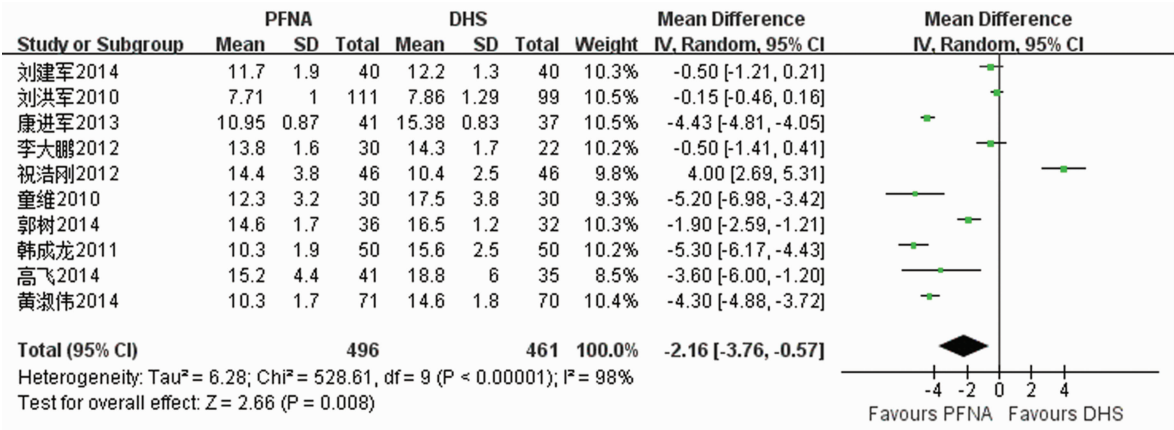 PFNA DHS Mean Difference Mean Difference
Study or Subgroup Mean SD Total Mean SD Total Weight IV, Random, 95% CI IV, Random, 95% CI
刘建军2014 11.7 1.9 40 12.2 1.3 40 10.3% -0.50 [-1.21, 0.21]
刘洪军2010 7.71 1 111 7.86 1.29 99 10.5% -0.15 [-0.46, 0.16]
康进军2013 10.95 0.87 41 15.38 0.83 37 10.5% -4.43 [-4.81, -4.05]
李大鹏2012 13.8 1.6 30 14.3 1.7 22 10.2% -0.50 [-1.41, 0.41]
祝浩刚2012 14.4 3.8 46 10.4 2.5 46 9.8% 4.00 [2.69, 5.31]
童维2010 12.3 3.2 30 17.5 3.8 30 9.3% -5.20 [-6.98, -3.42]
郭树2014 14.6 1.7 36 16.5 1.2 32 10.3% -1.90 [-2.59, -1.21]
韩成龙2011 10.3 1.9 50 15.6 2.5 50 10.2% -5.30 [-6.17, -4.43]
高飞2014 15.2 4.4 41 18.8 6 35 8.5% -3.60 [-6.00, -1.20]
黄淑伟2014 10.3 1.7 71 14.6 1.8 70 10.4% -4.30 [-4.88, -3.72]
Total (95% CI) 496 461 100.0% -2.16 [-3.76, -0.57]
Heterogeneity: Tau² = 6.28; Chi² = 528.61, df = 9 (P < 0.00001); I² = 98%
Test for overall effect: Z = 2.66 (P = 0.008)
-4 -2 0 2 4
Favours PFNA Favours DHS